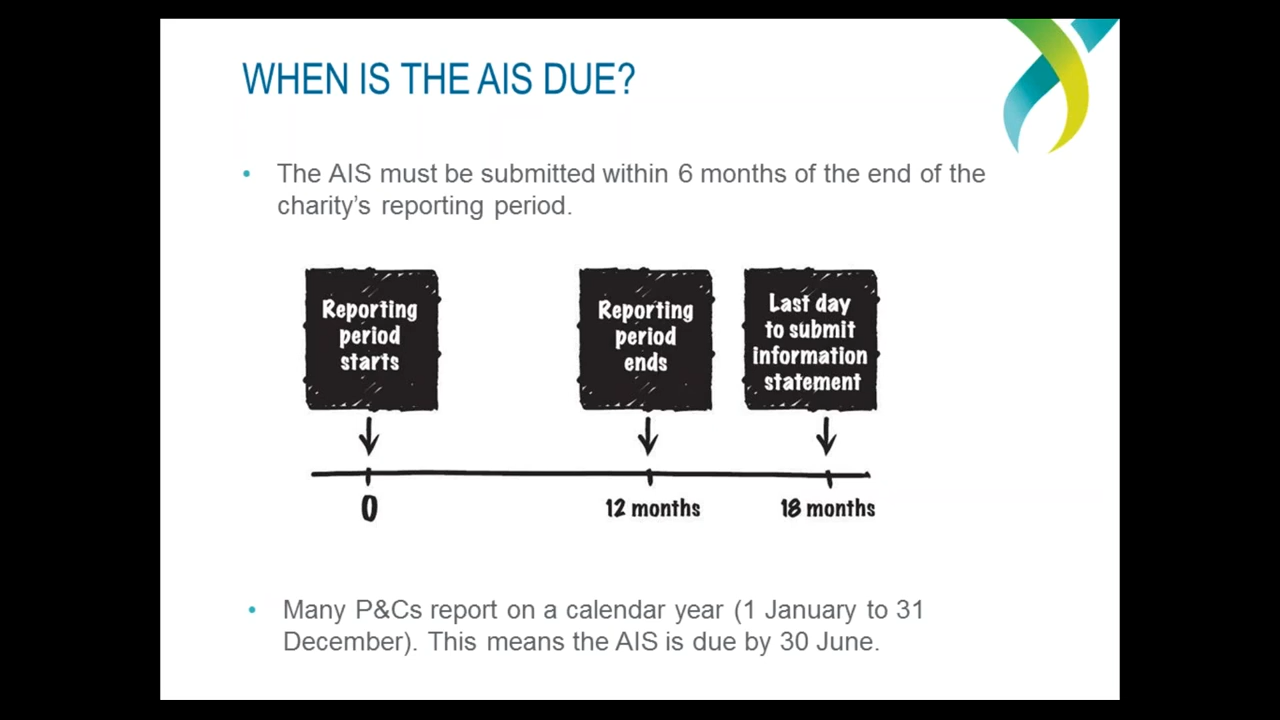 WHEN IS THE AIS DUE?
• The AIS must be submitted within 6 months of the end of the
charity's reporting period.
Reporting
period
starts
Reporting
period
ends
Last day
to submit
information
statement
0
12 months
18 months
• Many P&Cs report on a calendar year (1 January to 31
December). This means the AIS is due by 30 June.